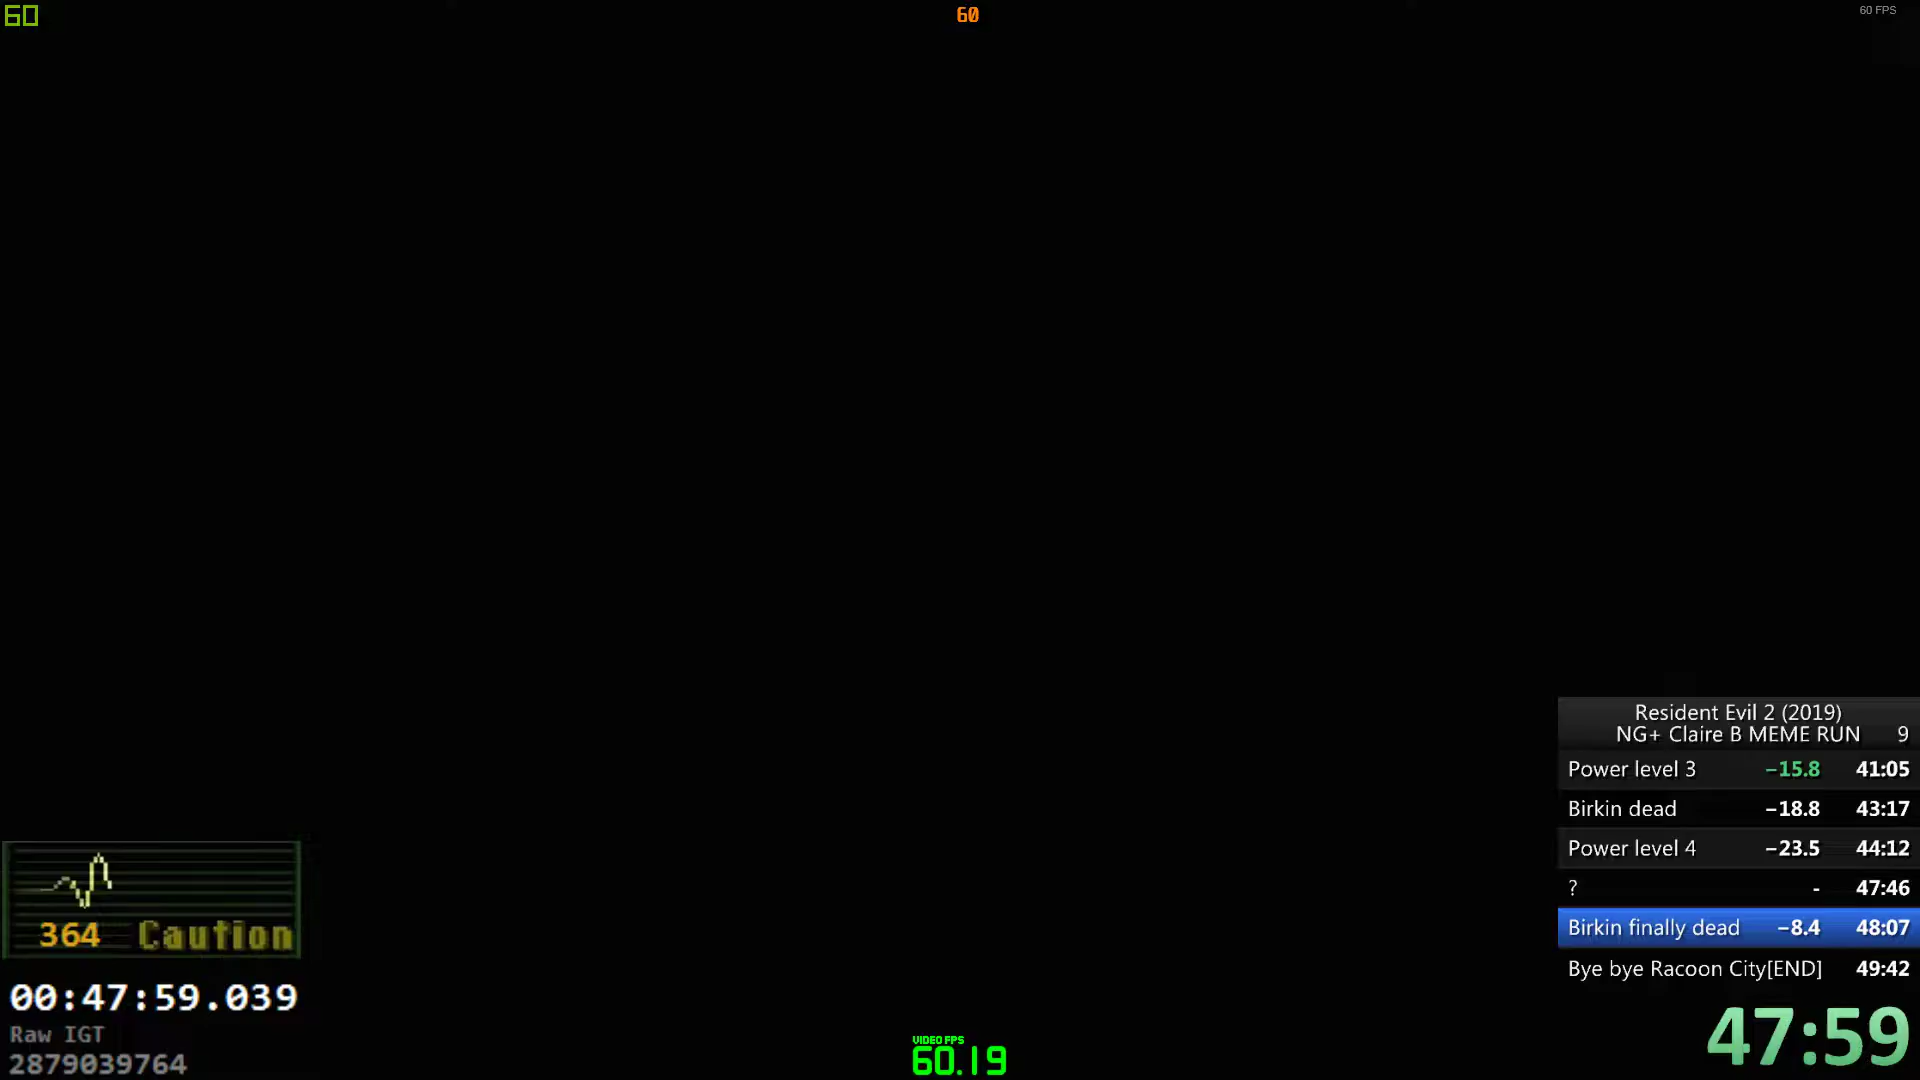 60
60
60 FPS
Resident Evil 2 (2019)
NG+ Claire B MEME RUN 9
Power level 3 −15.8 41:05
Birkin dead −18.8 43:17
Power level 4 −23.5 44:12
? - 47:46
Birkin finally dead −8.4 48:07
Bye bye Racoon City[END] 49:42
47:59
364 Caution
00:47:59.039
Raw IGT
2879039764
VIDEO FPS
60.19